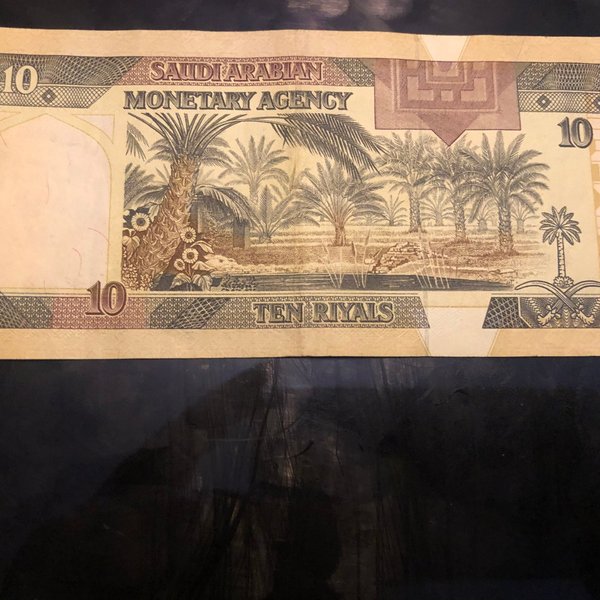 10
SAUDI ARABIAN
MONETARY AGENCY
10
10
TEN RIYALS